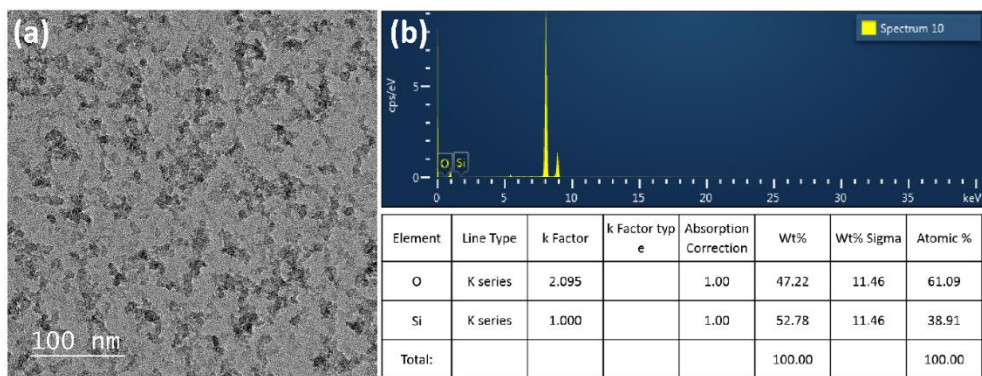 (a)
100 nm
(b)
Spectrum 10
cps/eV
5
0
O Si
0 5 10 15 20 25 30 35 keV
Element Line Type k Factor k Factor typ e Absorption Correction Wt% Wt% Sigma Atomic %
O K series 2.095 1.00 47.22 11.46 61.09
Si K series 1.000 1.00 52.78 11.46 38.91
Total: 100.00 100.00